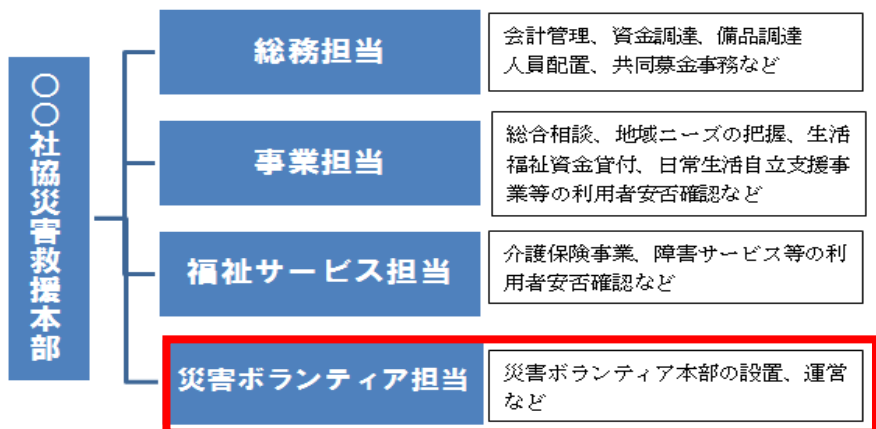 ○○社協災害救援本部
総務担当
会計管理、資金調達、備品調達
人員配置、共同募金事務など
事業担当
総合相談、地域ニーズの把握、生活
福祉資金貸付、日常生活自立支援事
業等の利用者安否確認など
福祉サービス担当
介護保険事業、障害サービス等の利
用者安否確認など
災害ボランティア担当
災害ボランティア本部の設置、運営
など